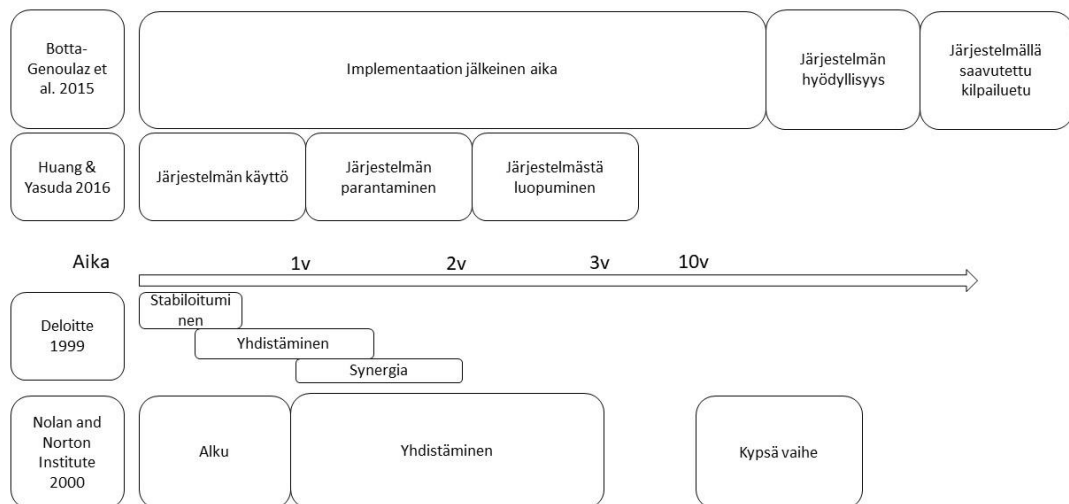 Botta-
Genoulaz et
al. 2015
Implementaation jälkeinen aika
Järjestelmän
hyödyllisyys
Järjestelmällä
saavutettu
kilpailuetu
Huang &
Yasuda 2016
Järjestelmän käyttö
Järjestelmän
parantaminen
Järjestelmästä
luopuminen
Aika
1v
2v
3v
10v
Deloitte
1999
Stabiloitumi
nen
Yhdistäminen
Synergia
Nolan and
Norton
Institute
2000
Alku
Yhdistäminen
Kypsä vaihe